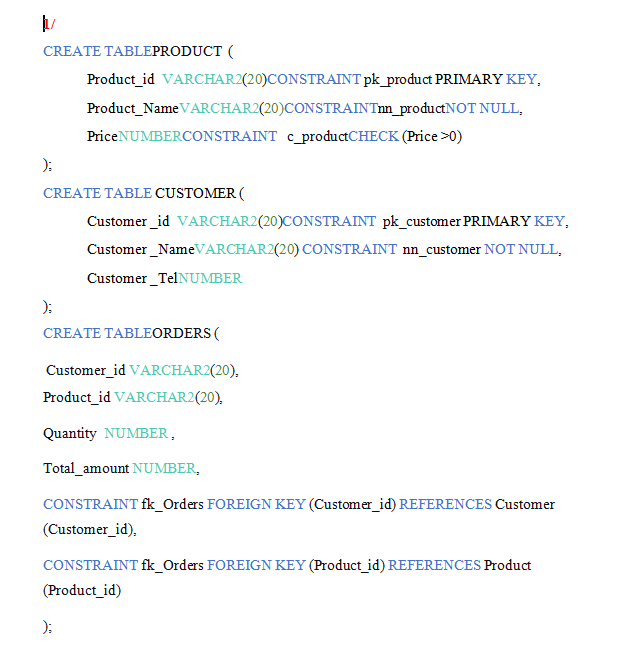 1/
CREATE TABLEPRODUCT (
Product_id VARCHAR2(20)CONSTRAINT pk_product PRIMARY KEY,
Product_NameVARCHAR2(20)CONSTRAINTnn_productNOT NULL,
PriceNUMBERCONSTRAINT c_productCHECK (Price >0)
);
CREATE TABLE CUSTOMER (
Customer _id VARCHAR2(20)CONSTRAINT pk_customer PRIMARY KEY,
Customer _NameVARCHAR2(20) CONSTRAINT nn_customer NOT NULL,
Customer _TelNUMBER
);
CREATE TABLEORDERS (
Customer_id VARCHAR2(20),
Product_id VARCHAR2(20),
Quantity NUMBER ,
Total_amount NUMBER,
CONSTRAINT fk_Orders FOREIGN KEY (Customer_id) REFERENCES Customer
(Customer_id),
CONSTRAINT fk_Orders FOREIGN KEY (Product_id) REFERENCES Product
(Product_id)
);